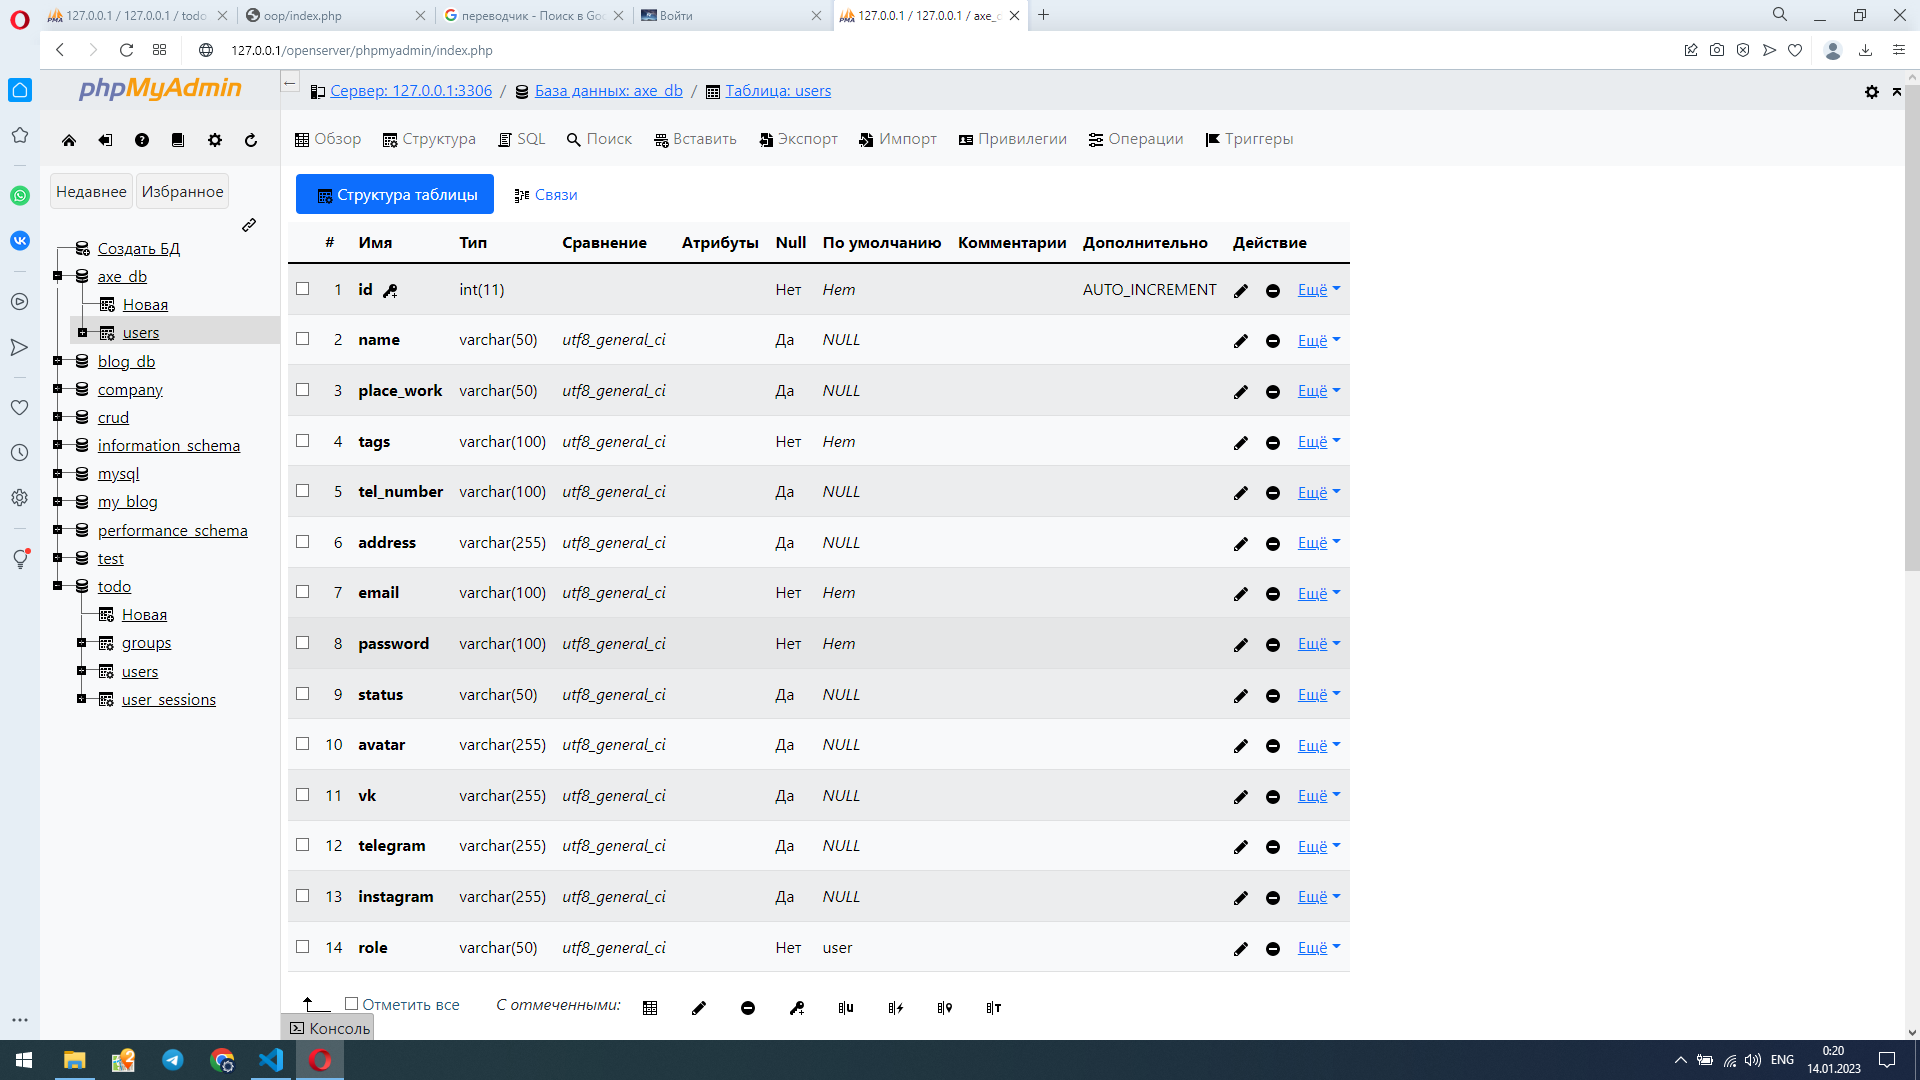 127.0.0.1 / 127.0.0.1 / todo
oop/index.php
переводчик - Поиск в Goo
Войти
127.0.0.1 / 127.0.0.1 / axe_d
127.0.0.1/openserver/phpmyadmin/index.php
phpMyAdmin
Недавнее
Избранное
Создать БД
axe_db
Новая
users
blog_db
company
crud
information_schema
mysql
my_blog
performance_schema
test
todo
Новая
groups
users
user_sessions
Сервер: 127.0.0.1:3306 / База данных: axe_db / Таблица: users
Обзор Структура SQL Поиск Вставить Экспорт Импорт Привилегии Операции Триггеры
Структура таблицы Связи
# Имя Тип Сравнение Атрибуты Null По умолчанию Комментарии Дополнительно Действие
1 id int(11) Нет Нет AUTO_INCREMENT Ещё
2 name varchar(50) utf8_general_ci Да NULL Ещё
3 place_work varchar(50) utf8_general_ci Да NULL Ещё
4 tags varchar(100) utf8_general_ci Нет Нет Ещё
5 tel_number varchar(100) utf8_general_ci Да NULL Ещё
6 address varchar(255) utf8_general_ci Да NULL Ещё
7 email varchar(100) utf8_general_ci Нет Нет Ещё
8 password varchar(100) utf8_general_ci Нет Нет Ещё
9 status varchar(50) utf8_general_ci Да NULL Ещё
10 avatar varchar(255) utf8_general_ci Да NULL Ещё
11 vk varchar(255) utf8_general_ci Да NULL Ещё
12 telegram varchar(255) utf8_general_ci Да NULL Ещё
13 instagram varchar(255) utf8_general_ci Да NULL Ещё
14 role varchar(50) utf8_general_ci Нет user Ещё
Отметить все С отмеченными:
Консоль
ENG
0:20
14.01.2023